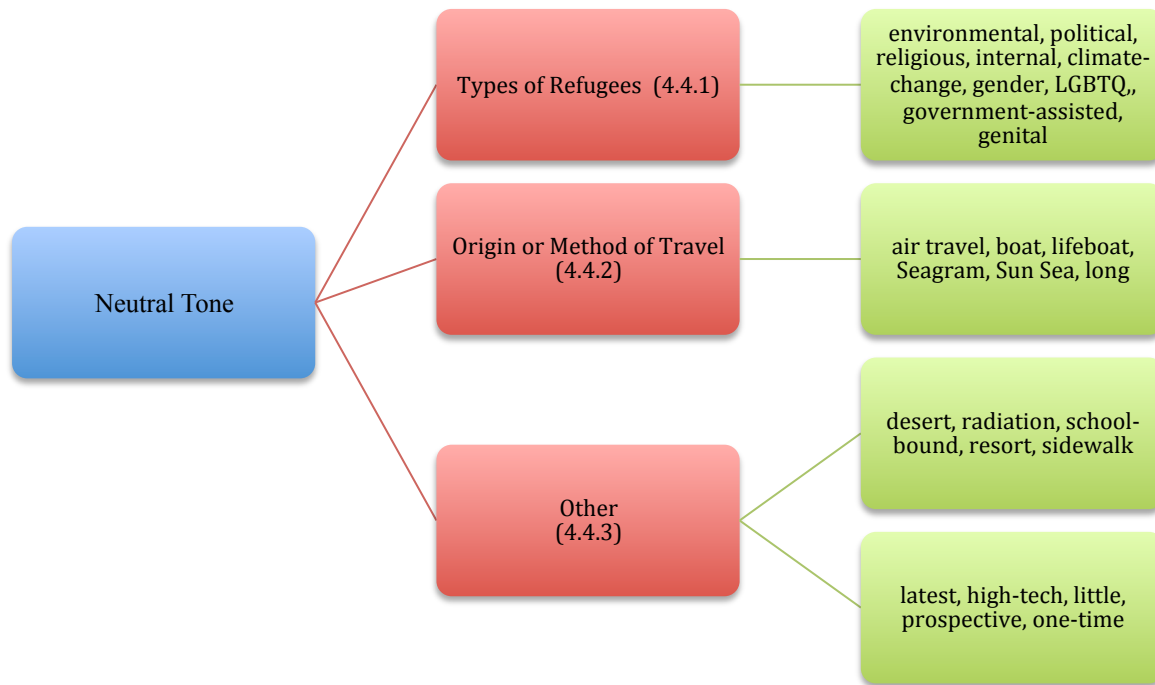 Neutral Tone
Types of Refugees (4.4.1)
environmental, political,
religious, internal, climate-
change, gender, LGBTQ,,
government-assisted,
genital
Origin or Method of Travel
(4.4.2)
air travel, boat, lifeboat,
Seagram, Sun Sea, long
Other
(4.4.3)
desert, radiation, school-
bound, resort, sidewalk
latest, high-tech, little,
prospective, one-time